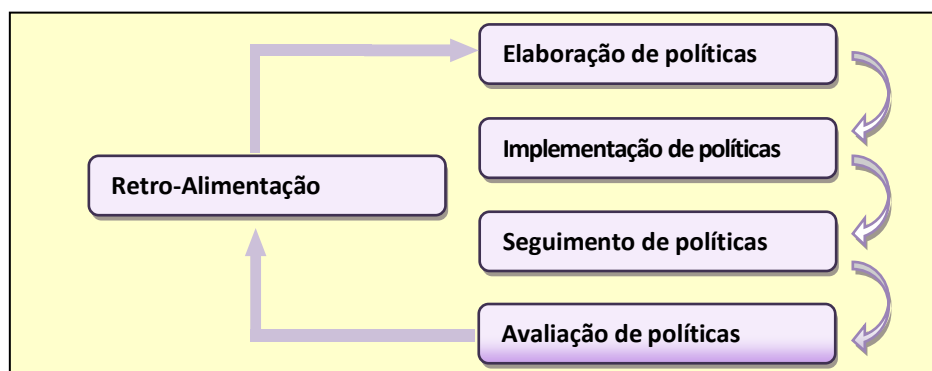 Elaboração de políticas
Implementação de políticas
Retro-Alimentação
Seguimento de políticas
Avaliação de políticas